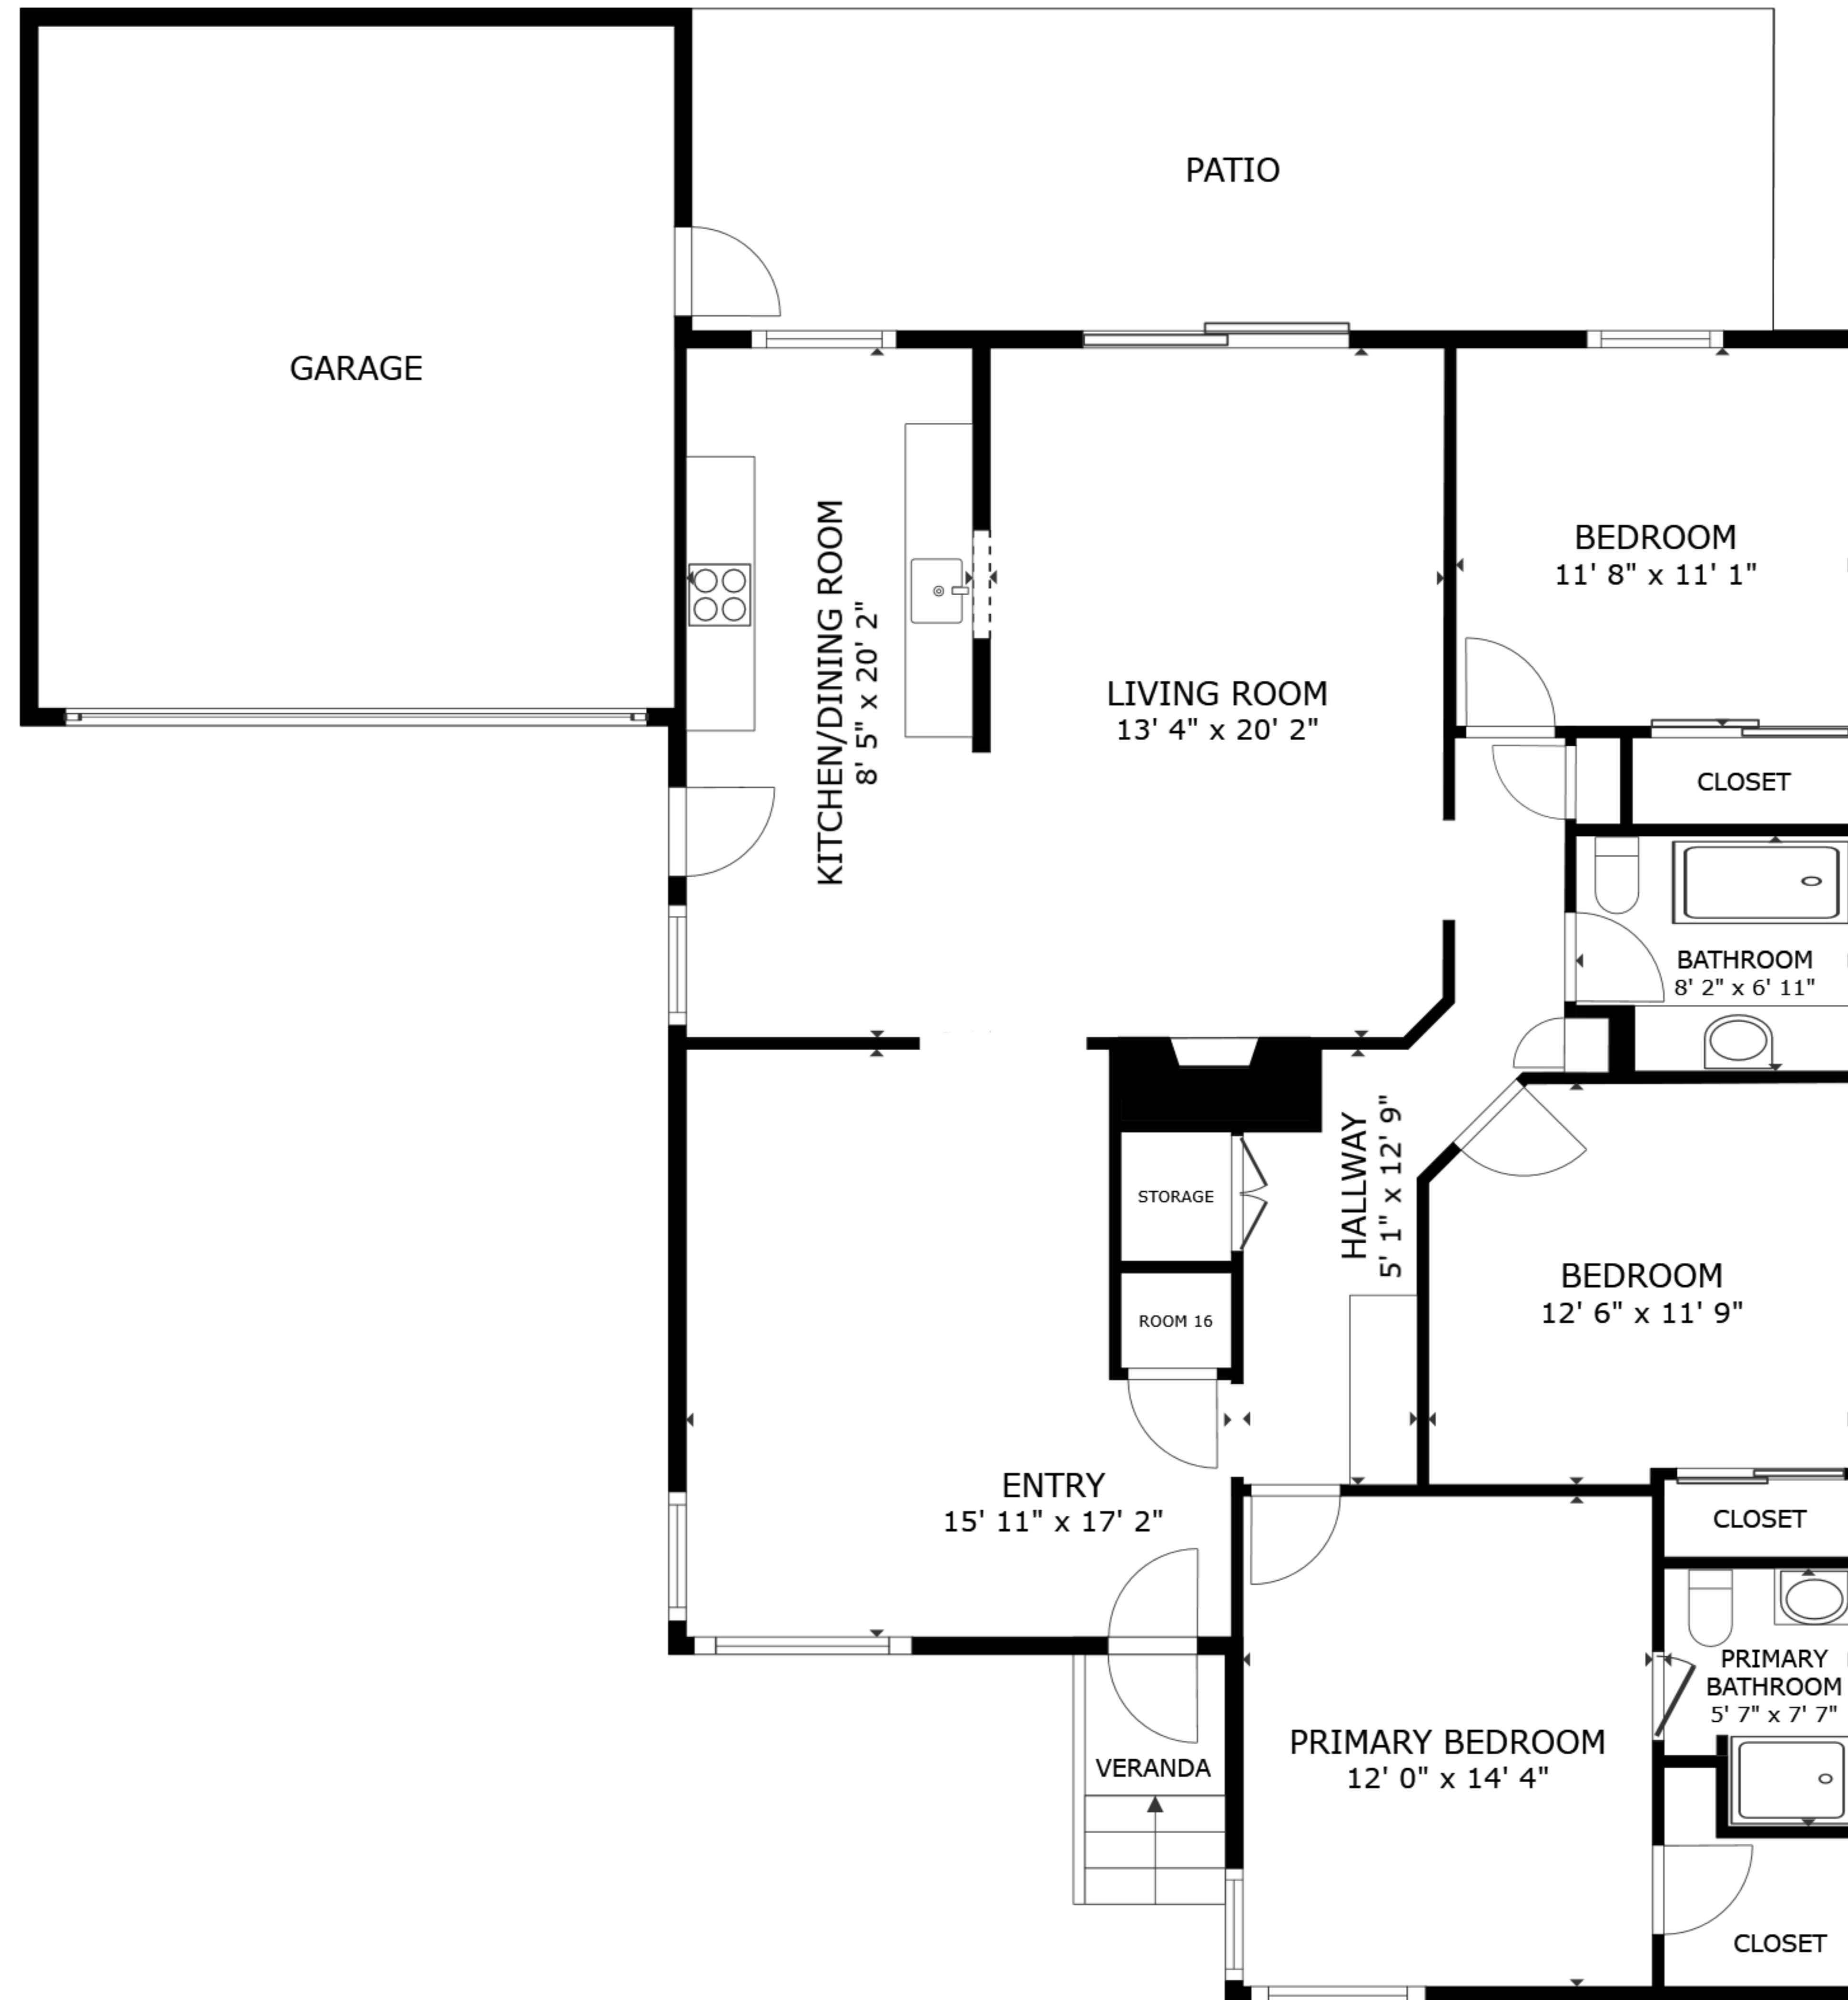 PATIO
GARAGE
KITCHEN/DINING ROOM
8' 5" x 20' 2"
LIVING ROOM
13' 4" x 20' 2"
BEDROOM
11' 8" x 11' 1"
CLOSET
BATHROOM
8' 2" x 6' 11"
HALLWAY
5' 1" x 12' 9"
STORAGE
ROOM 16
BEDROOM
12' 6" x 11' 9"
ENTRY
15' 11" x 17' 2"
CLOSET
PRIMARY
BATHROOM
5' 7" x 7' 7"
PRIMARY BEDROOM
12' 0" x 14' 4"
VERANDA
CLOSET